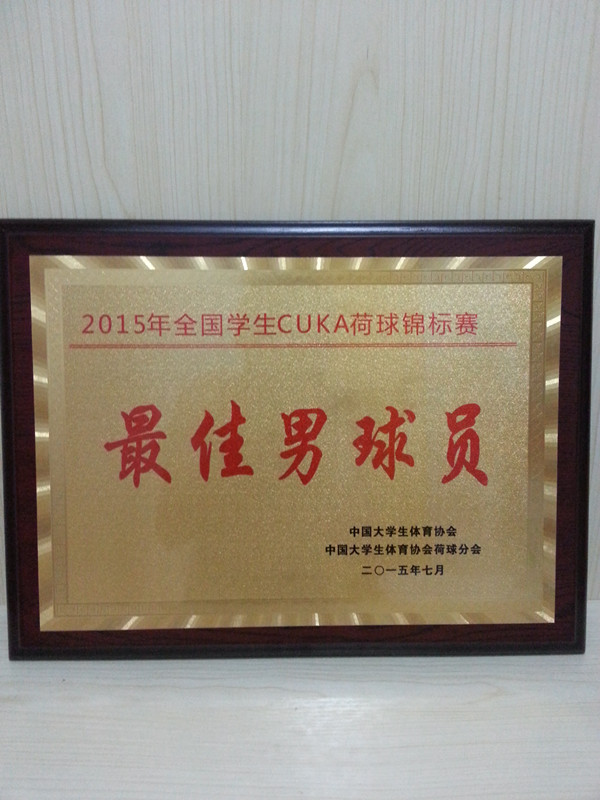 2015年全国学生CUKA荷球锦标赛
最佳男球员
中国大学生体育协会
中国大学生体育协会荷球分会
二〇一五年七月